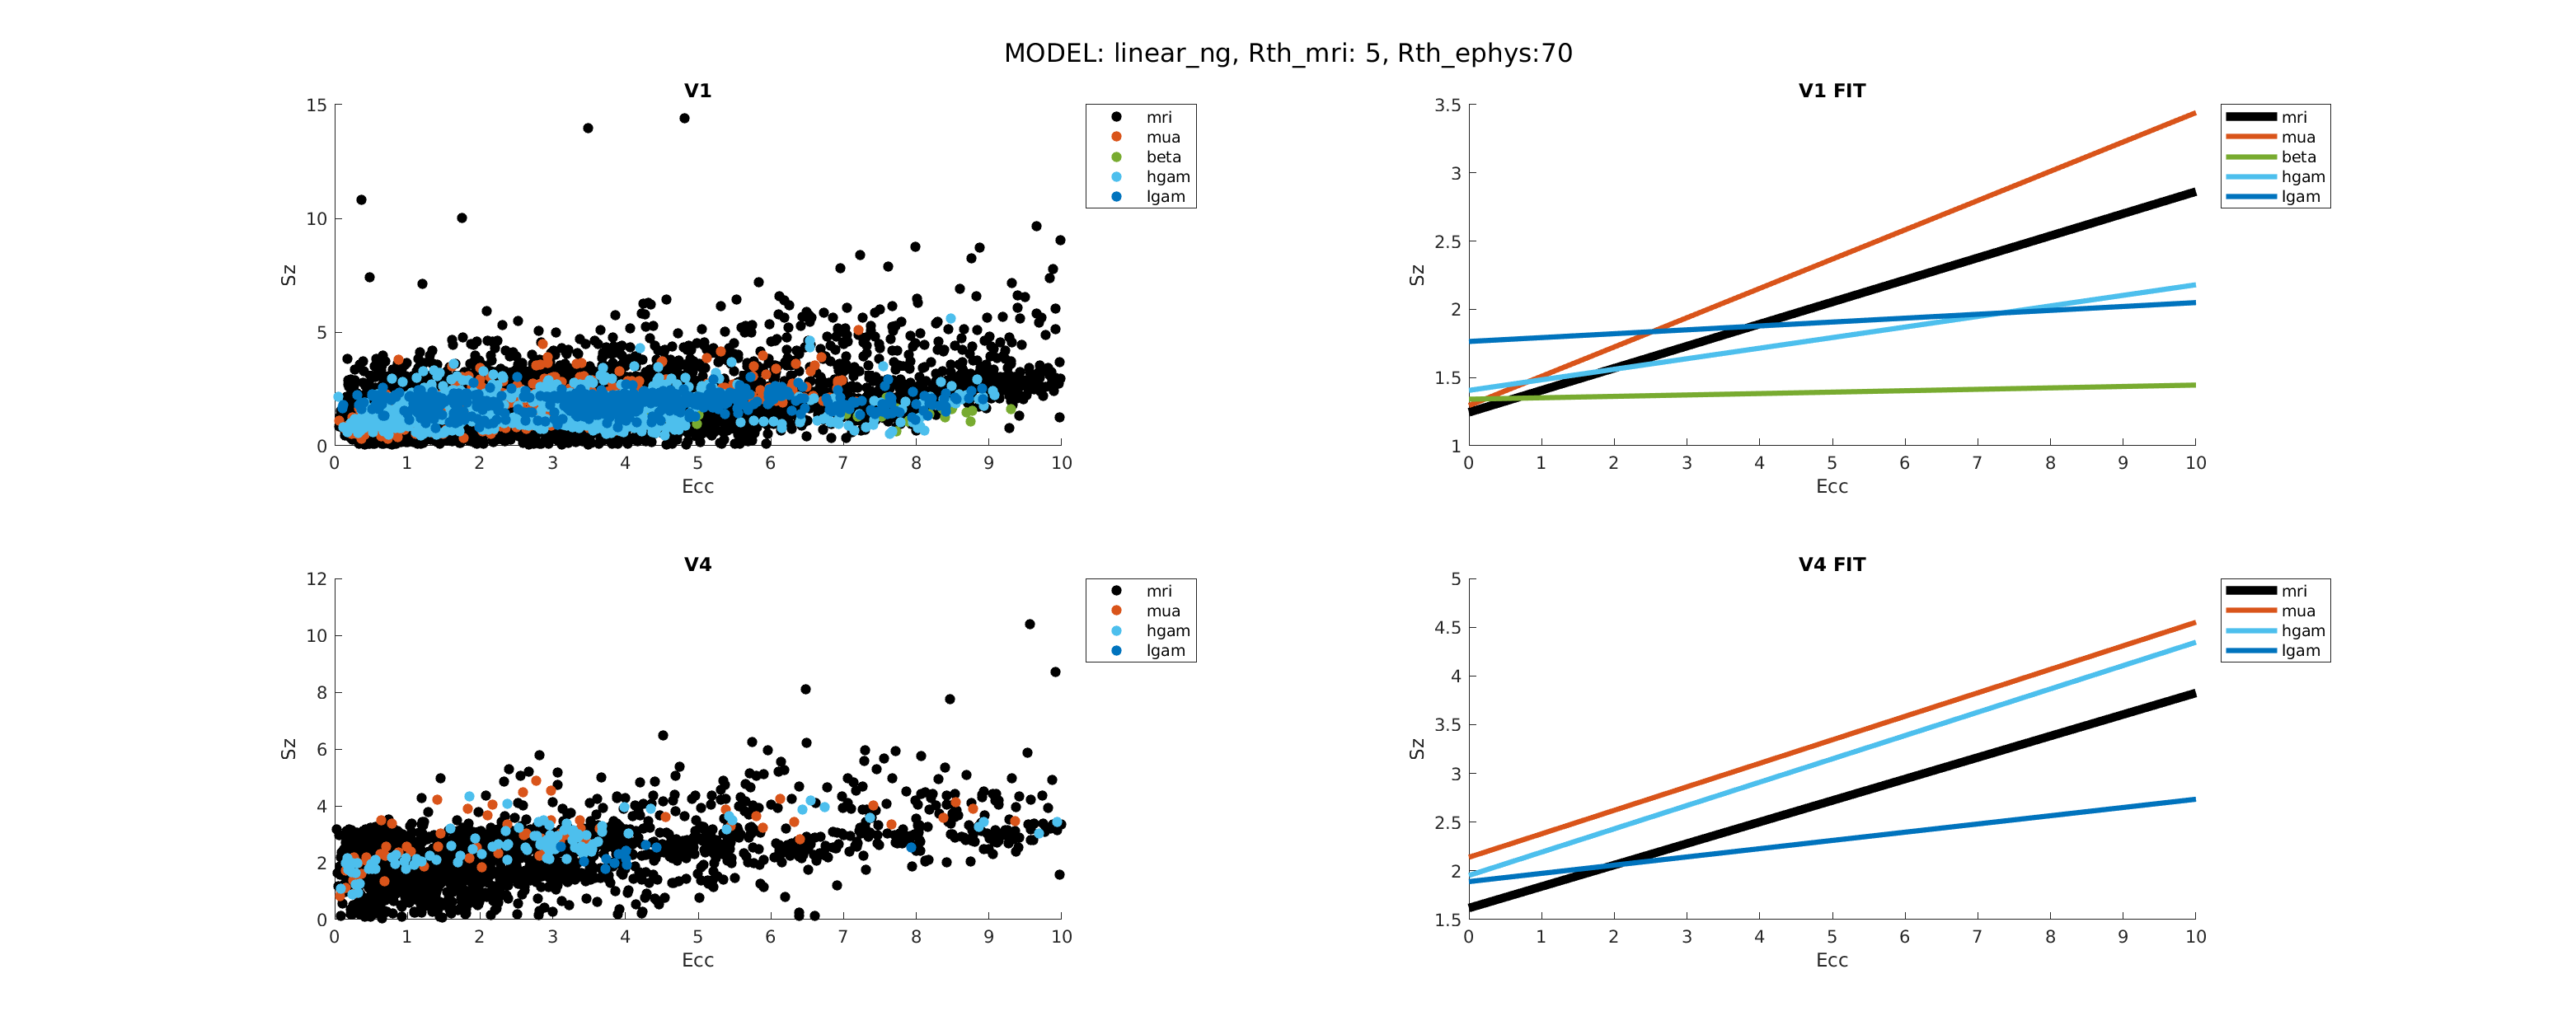 MODEL: linear_ng, Rth_mri: 5, Rth_ephys:70
V1
15
10
5
0
Sz
0 1 2 3 4 5 6 7 8 9 10
Ecc
mri
mua
beta
hgam
lgam
V1 FIT
3.5
3
2.5
2
1.5
1
Sz
0 1 2 3 4 5 6 7 8 9 10
Ecc
mri
mua
beta
hgam
lgam
V4
12
10
8
6
4
2
0
Sz
0 1 2 3 4 5 6 7 8 9 10
Ecc
mri
mua
hgam
lgam
V4 FIT
5
4.5
4
3.5
3
2.5
2
1.5
Sz
0 1 2 3 4 5 6 7 8 9 10
Ecc
mri
mua
hgam
lgam